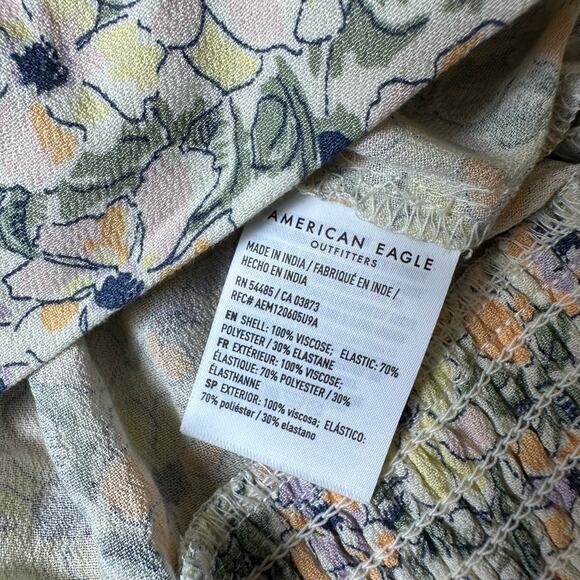 AMERICAN EAGLE
OUTFITTERS
MADE IN INDIA / FABRIQUÉ EN INDE /
HECHO EN INDIA
RN 54485 / CA 03873
RFC# AEM120605U9A
EN SHELL: 100% VISCOSE; ELASTIC: 70%
POLYESTER / 30% ELASTANE
FR EXTÉRIEUR: 100% VISCOSE;
ÉLASTIQUE: 70% POLYESTER / 30%
ÉLASTHANNE
SP EXTERIOR: 100% viscosa; ELÁSTICO:
70% poliéster / 30% elastano